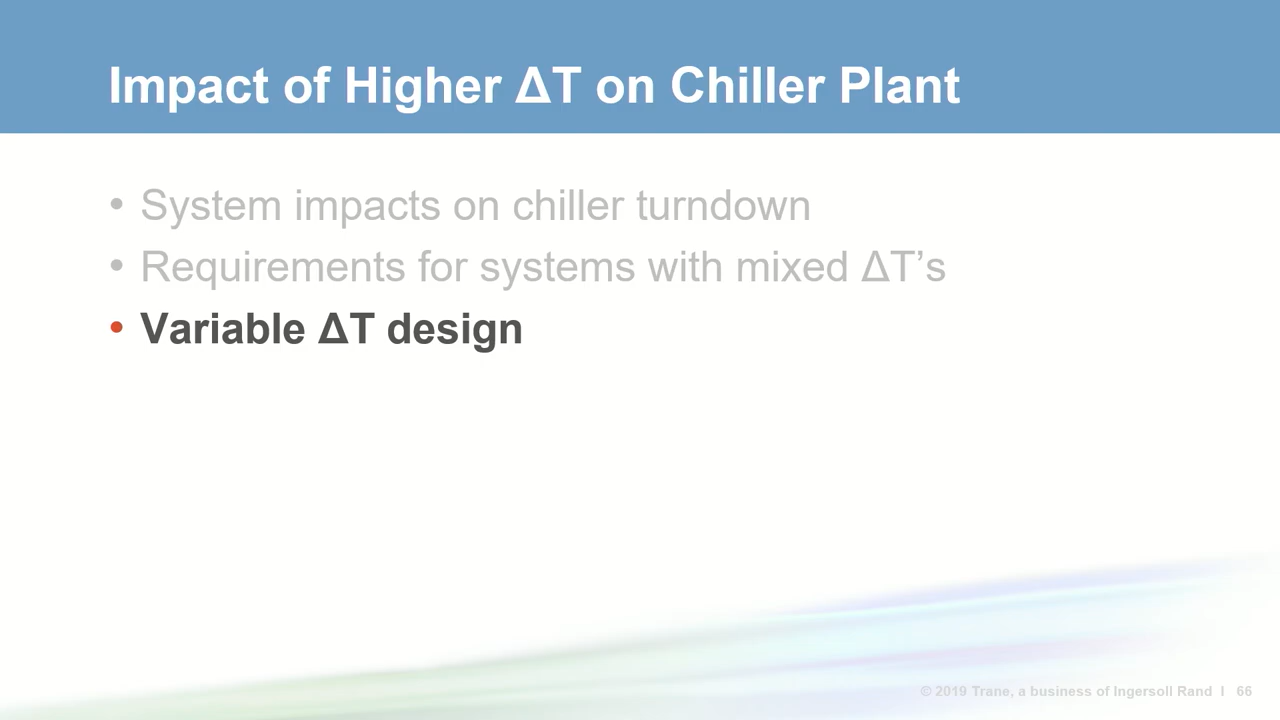 Impact of Higher ΔT on Chiller Plant
• System impacts on chiller turndown
• Requirements for systems with mixed ΔT’s
• Variable ΔT design
© 2019 Trane, a business of Ingersoll Rand I 66